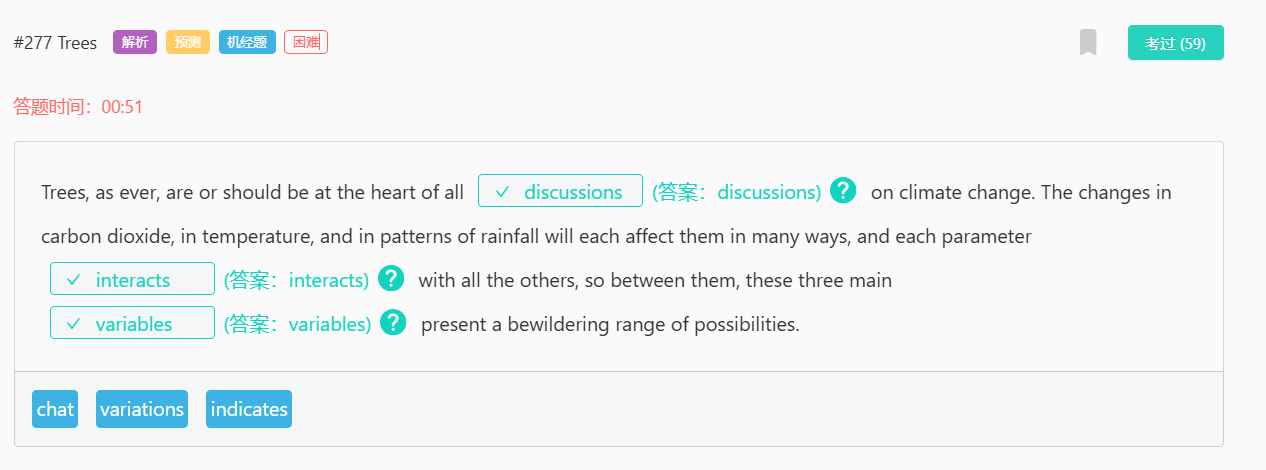 #277 Trees 解析 预测 机经题 困难 考过 (59)
答题时间：00:51
Trees, as ever, are or should be at the heart of all discussions (答案：discussions) ? on climate change. The changes in
carbon dioxide, in temperature, and in patterns of rainfall will each affect them in many ways, and each parameter
interacts (答案：interacts) ? with all the others, so between them, these three main
variables (答案：variables) ? present a bewildering range of possibilities.
chat variations indicates